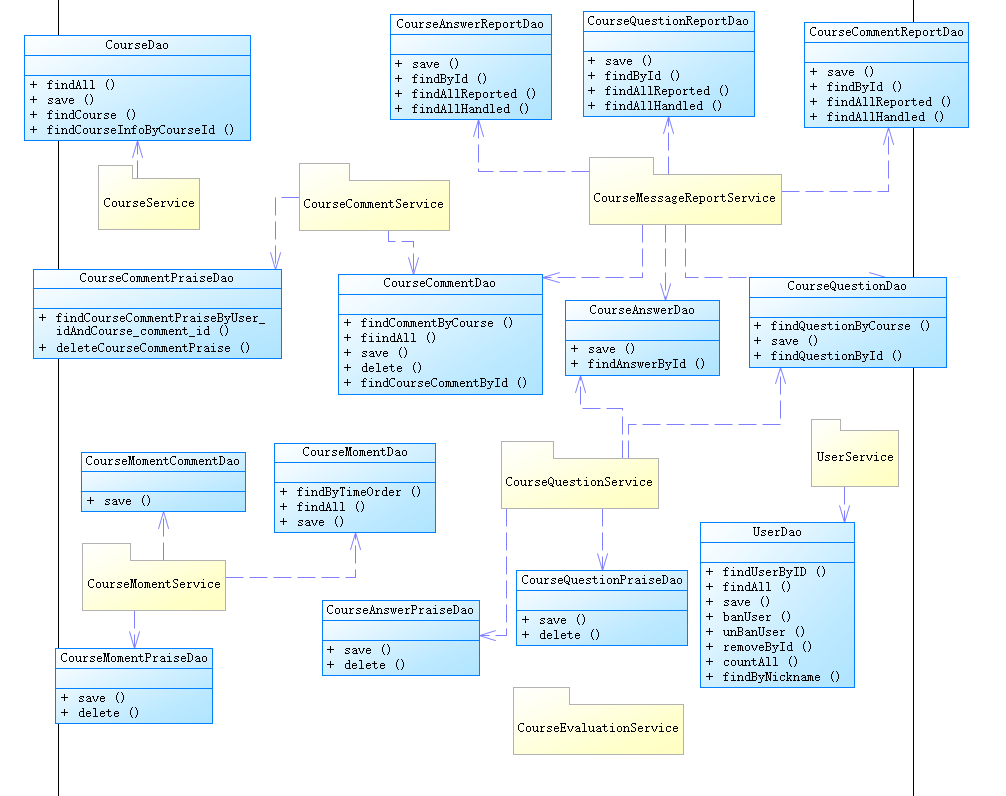 CourseDao
+ findAll ()
+ save ()
+ findCourse ()
+ findCourseInfoByCourseId ()
CourseAnswerReportDao
+ save ()
+ findById ()
+ findAllReported ()
+ findAllHandled ()
CourseQuestionReportDao
+ save ()
+ findById ()
+ findAllReported ()
+ findAllHandled ()
CourseCommentReportDao
+ save ()
+ findById ()
+ findAllReported ()
+ findAllHandled ()
CourseService
CourseCommentService
CourseMessageReportService
CourseCommentPraiseDao
+ findCourseCommentPraiseByUser_
idAndCourse_comment_id ()
+ deleteCourseCommentPraise ()
CourseCommentDao
+ findCommentByCourse ()
+ fiindAll ()
+ save ()
+ delete ()
+ findCourseCommentById ()
CourseAnswerDao
+ save ()
+ findAnswerById ()
CourseQuestionDao
+ findQuestionByCourse ()
+ save ()
+ findQuestionById ()
CourseMomentCommentDao
+ save ()
CourseMomentDao
+ findByTimeOrder ()
+ findAll ()
+ save ()
CourseQuestionService
UserService
CourseMomentService
CourseAnswerPraiseDao
+ save ()
+ delete ()
CourseQuestionPraiseDao
+ save ()
+ delete ()
UserDao
+ findUserByID ()
+ findAll ()
+ save ()
+ banUser ()
+ unBanUser ()
+ removeById ()
+ countAll ()
+ findByNickname ()
CourseMomentPraiseDao
+ save ()
+ delete ()
CourseEvaluationService